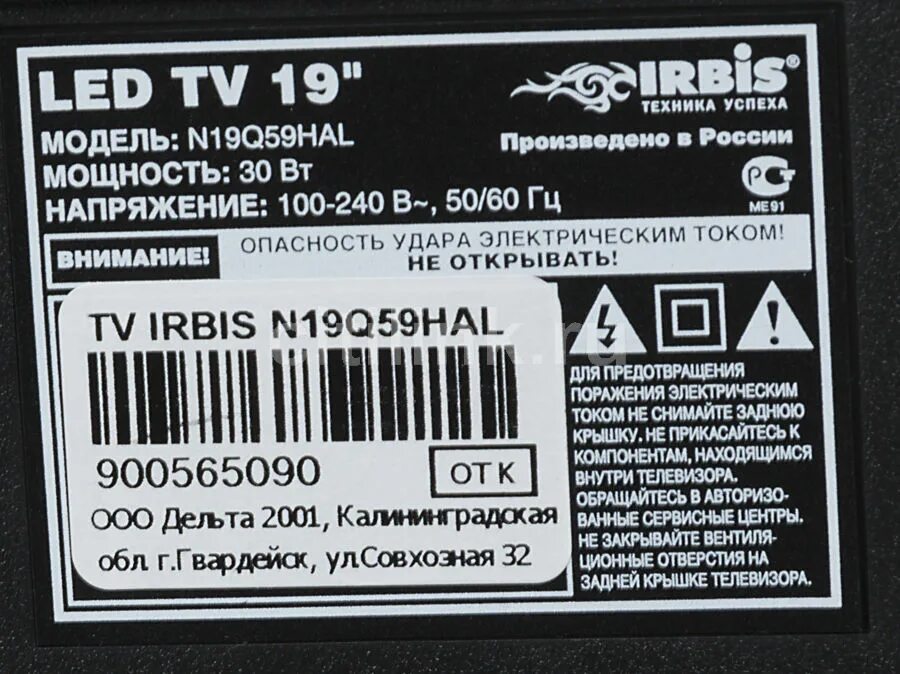 LED TV 19"
IRBIS®
ТЕХНИКА УСПЕХА
МОДЕЛЬ: N19Q59HAL
Произведено в России
МОЩНОСТЬ: 30 Вт
НАПРЯЖЕНИЕ: 100-240 В~, 50/60 Гц
РСТ
МЕ91
ВНИМАНИЕ!
ОПАСНОСТЬ УДАРА ЭЛЕКТРИЧЕСКИМ ТОКОМ!
НЕ ОТКРЫВАТЬ!
TV IRBIS N19Q59HAL
citilink.ru
900565090
ОТК
ООО Дельта 2001, Калининградская
обл г.Гвардейск, ул.Совхозная 32
ДЛЯ ПРЕДОТВРАЩЕНИЯ
ПОРАЖЕНИЯ ЭЛЕКТРИЧЕСКИМ
ТОКОМ НЕ СНИМАЙТЕ ЗАДНЮЮ
КРЫШКУ. НЕ ПРИКАСАЙТЕСЬ К
КОМПОНЕНТАМ, НАХОДЯЩИМСЯ
ВНУТРИ ТЕЛЕВИЗОРА.
ОБРАЩАЙТЕСЬ В АВТОРИЗО-
ВАННЫЕ СЕРВИСНЫЕ ЦЕНТРЫ.
НЕ ЗАКРЫВАЙТЕ ВЕНТИЛЯ-
ЦИОННЫЕ ОТВЕРСТИЯ НА
ЗАДНЕЙ КРЫШКЕ ТЕЛЕВИЗОРА.